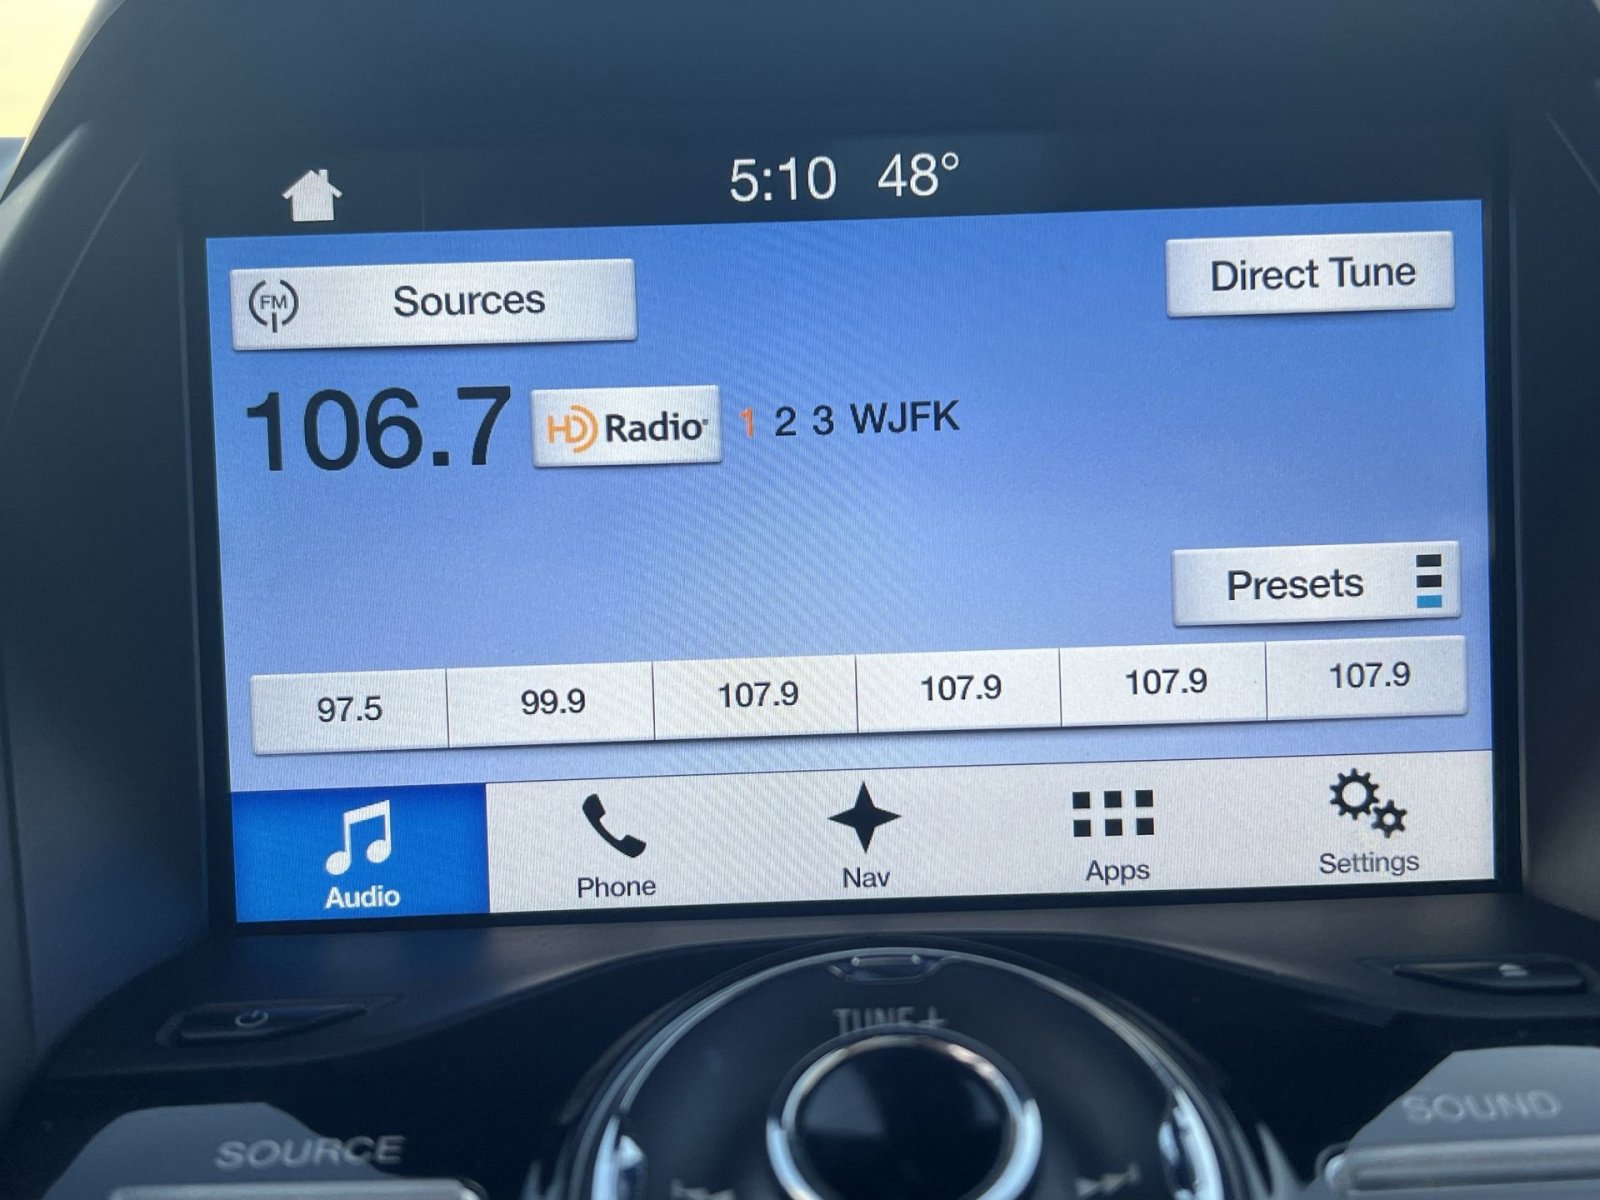 5:10 48°
FM Sources
Direct Tune
106.7 HD Radio 1 2 3 WJFK
Presets
97.5 99.9 107.9 107.9 107.9 107.9
Audio Phone Nav Apps Settings
TUNE+
SOURCE
SOUND